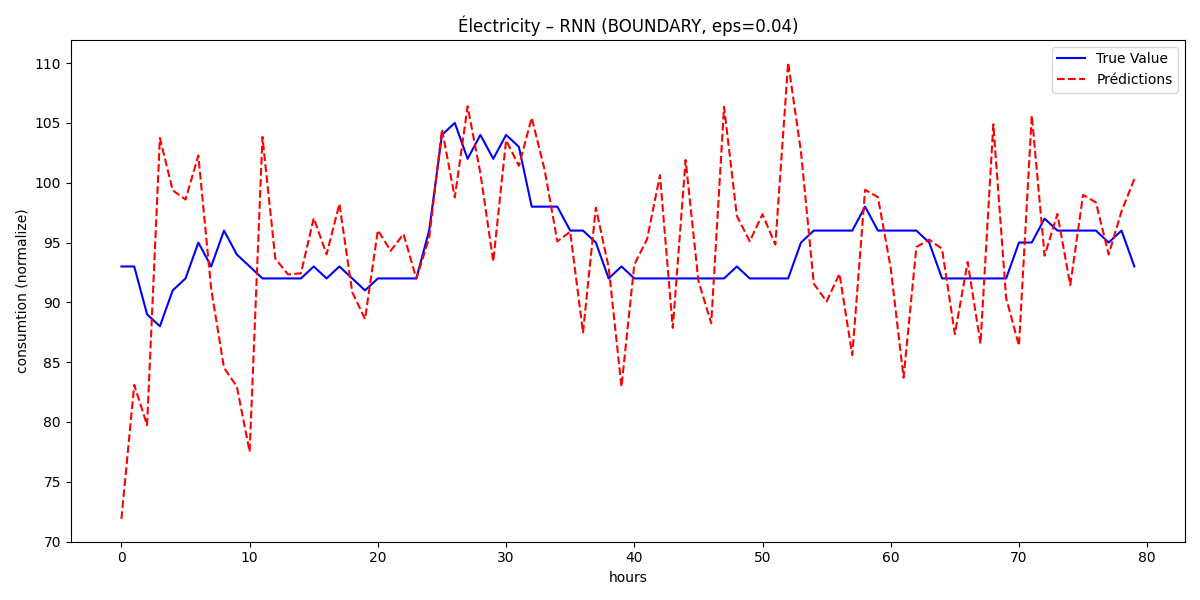 Électricity – RNN (BOUNDARY, eps=0.04)
True Value
Prédictions
consumtion (normalize)
110
105
100
95
90
85
80
75
70
0 10 20 30 40 50 60 70 80
hours